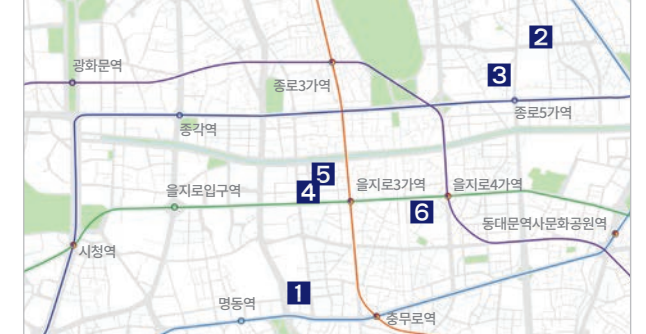 2
광화문역
3
종로3가역
종로5가역
종각역
5
을지로입구역
4
을지로3가역
을지로4가역
6
동대문역사문화공원역
시청역
1
명동역
충무로역